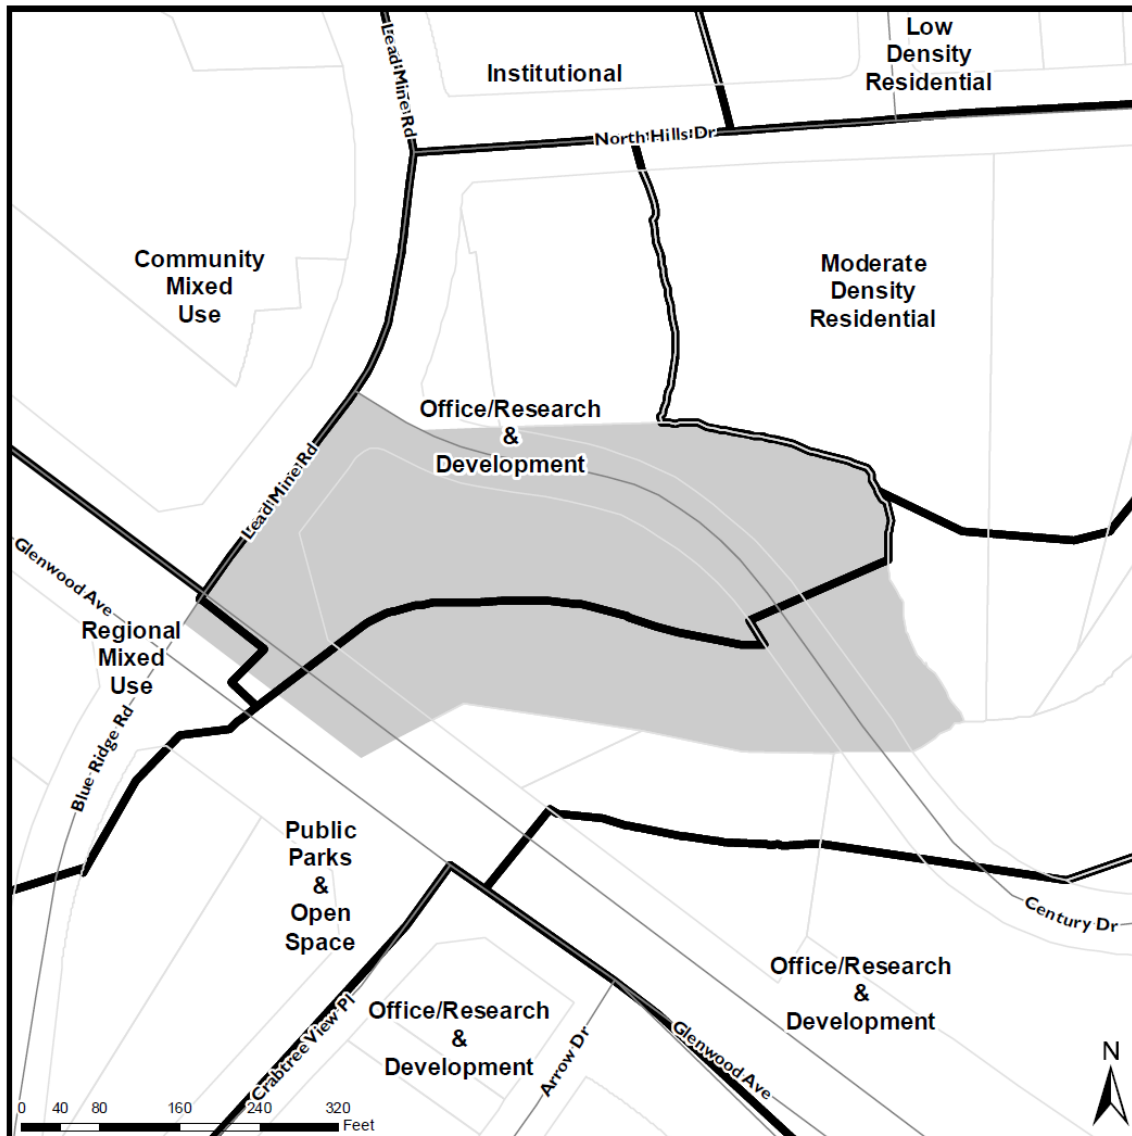 Low
Density
Residential
Institutional
Lead Mine Rd
North Hills Dr
Community
Mixed
Use
Moderate
Density
Residential
Office/Research
&
Development
Lead Mine Rd
Glenwood Ave
Regional
Mixed
Use
Blue Ridge Rd
Public
Parks
&
Open
Space
Century Dr
Office/Research
&
Development
Office/Research
&
Development
Crabtree View Pl
Arrow Dr
Glenwood Ave
N
0 40 80 160 240 320
Feet